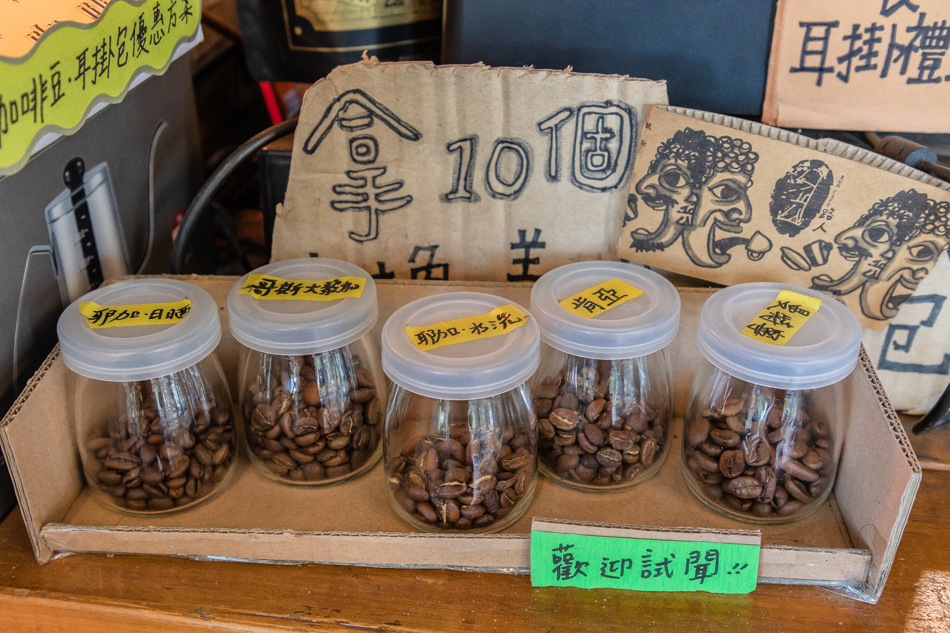 咖啡豆·耳掛包優惠方案
耳掛禮
拿10個
耶加·日晒
哥斯大黎加
耶加·水洗
肯亞
曼特寧
包
歡迎試聞!!